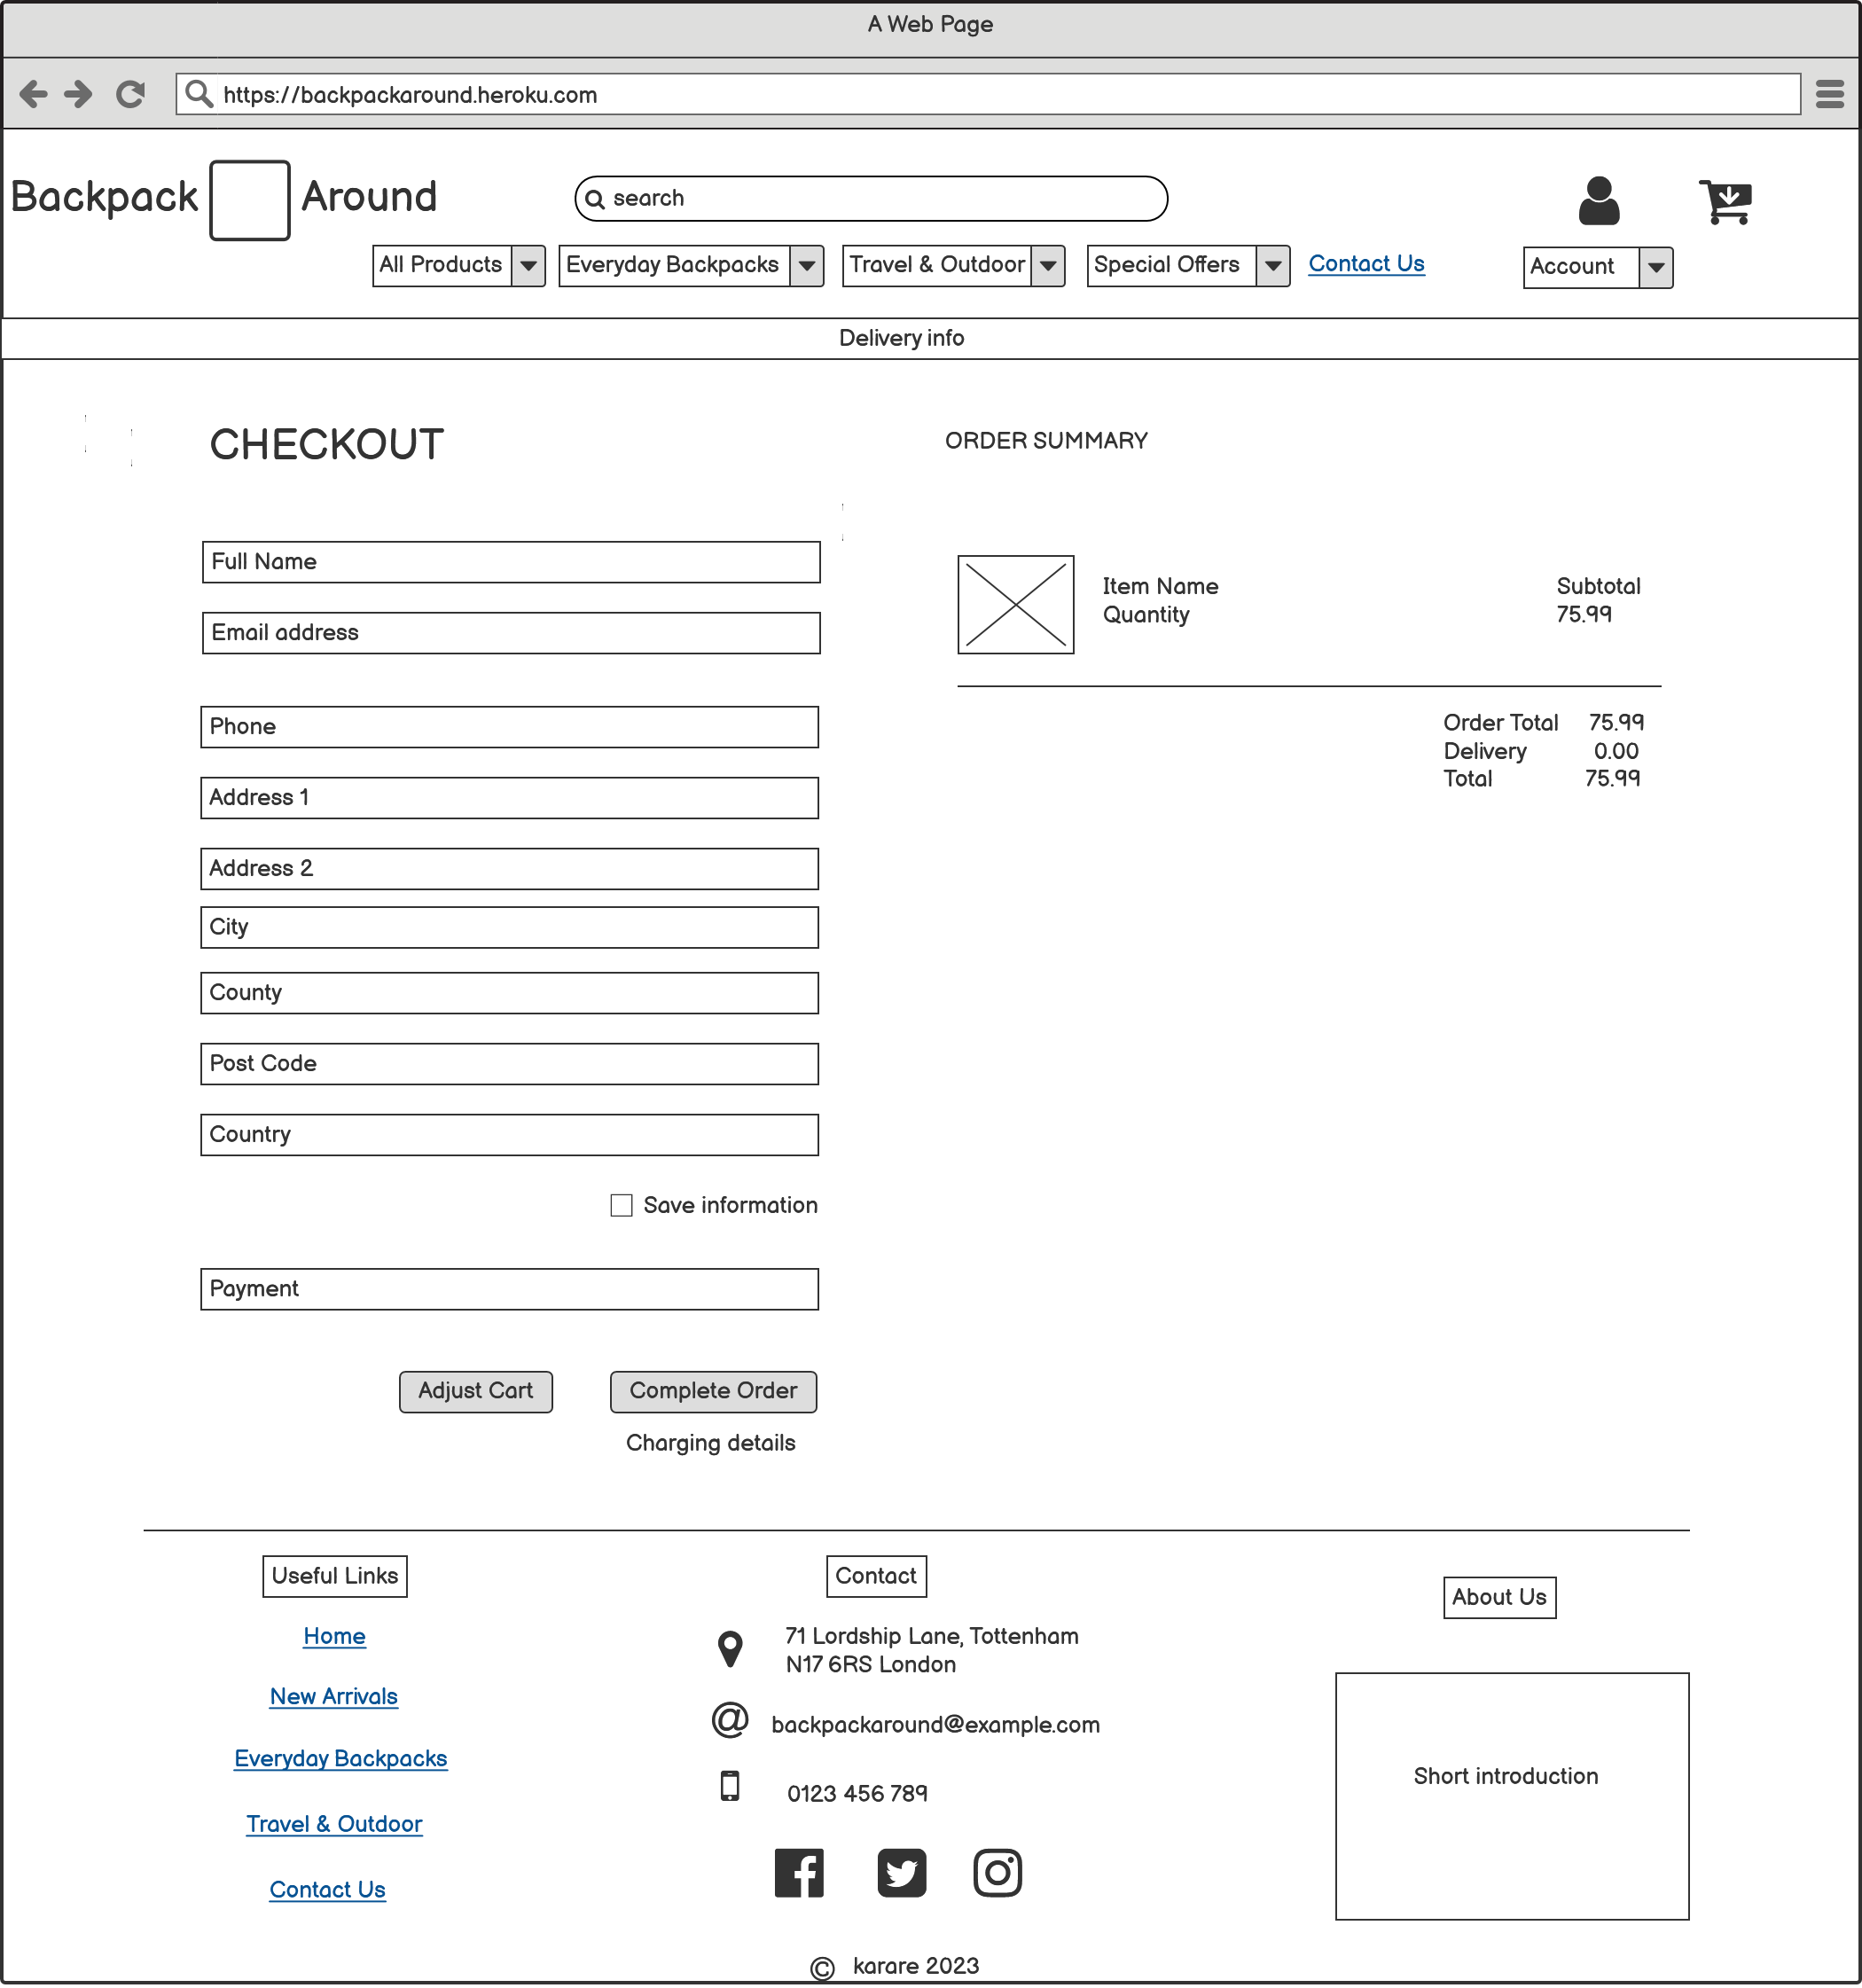 A Web Page
https://backpackaround.heroku.com
Backpack Around
search
All Products
Everyday Backpacks
Travel & Outdoor
Special Offers
Contact Us
Account
Delivery info
CHECKOUT
ORDER SUMMARY
Full Name
Email address
Phone
Address 1
Address 2
City
County
Post Code
Country
Save information
Payment
Adjust Cart
Complete Order
Charging details
Item Name
Quantity
Subtotal
75.99
Order Total 75.99
Delivery 0.00
Total 75.99
Useful Links
Home
New Arrivals
Everyday Backpacks
Travel & Outdoor
Contact Us
Contact
71 Lordship Lane, Tottenham
N17 6RS London
@ backpackaround@example.com
0123 456 789
About Us
Short introduction
© karare 2023